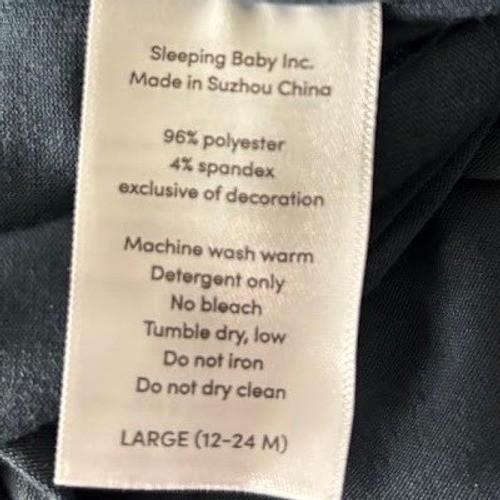 Sleeping Baby Inc.
Made in Suzhou China
96% polyester
4% spandex
exclusive of decoration
Machine wash warm
Detergent only
No bleach
Tumble dry, low
Do not iron
Do not dry clean
LARGE (12-24 M)